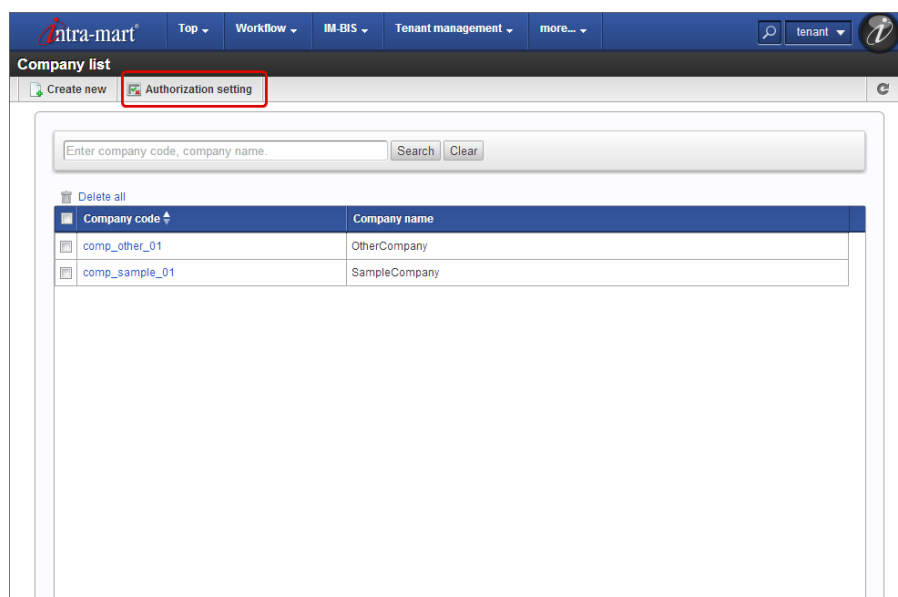 intra-mart Top Workflow IM-BIS Tenant management more... tenant
Company list
Create new Authorization setting
Enter company code, company name. Search Clear
Delete all
Company code Company name
comp_other_01 OtherCompany
comp_sample_01 SampleCompany